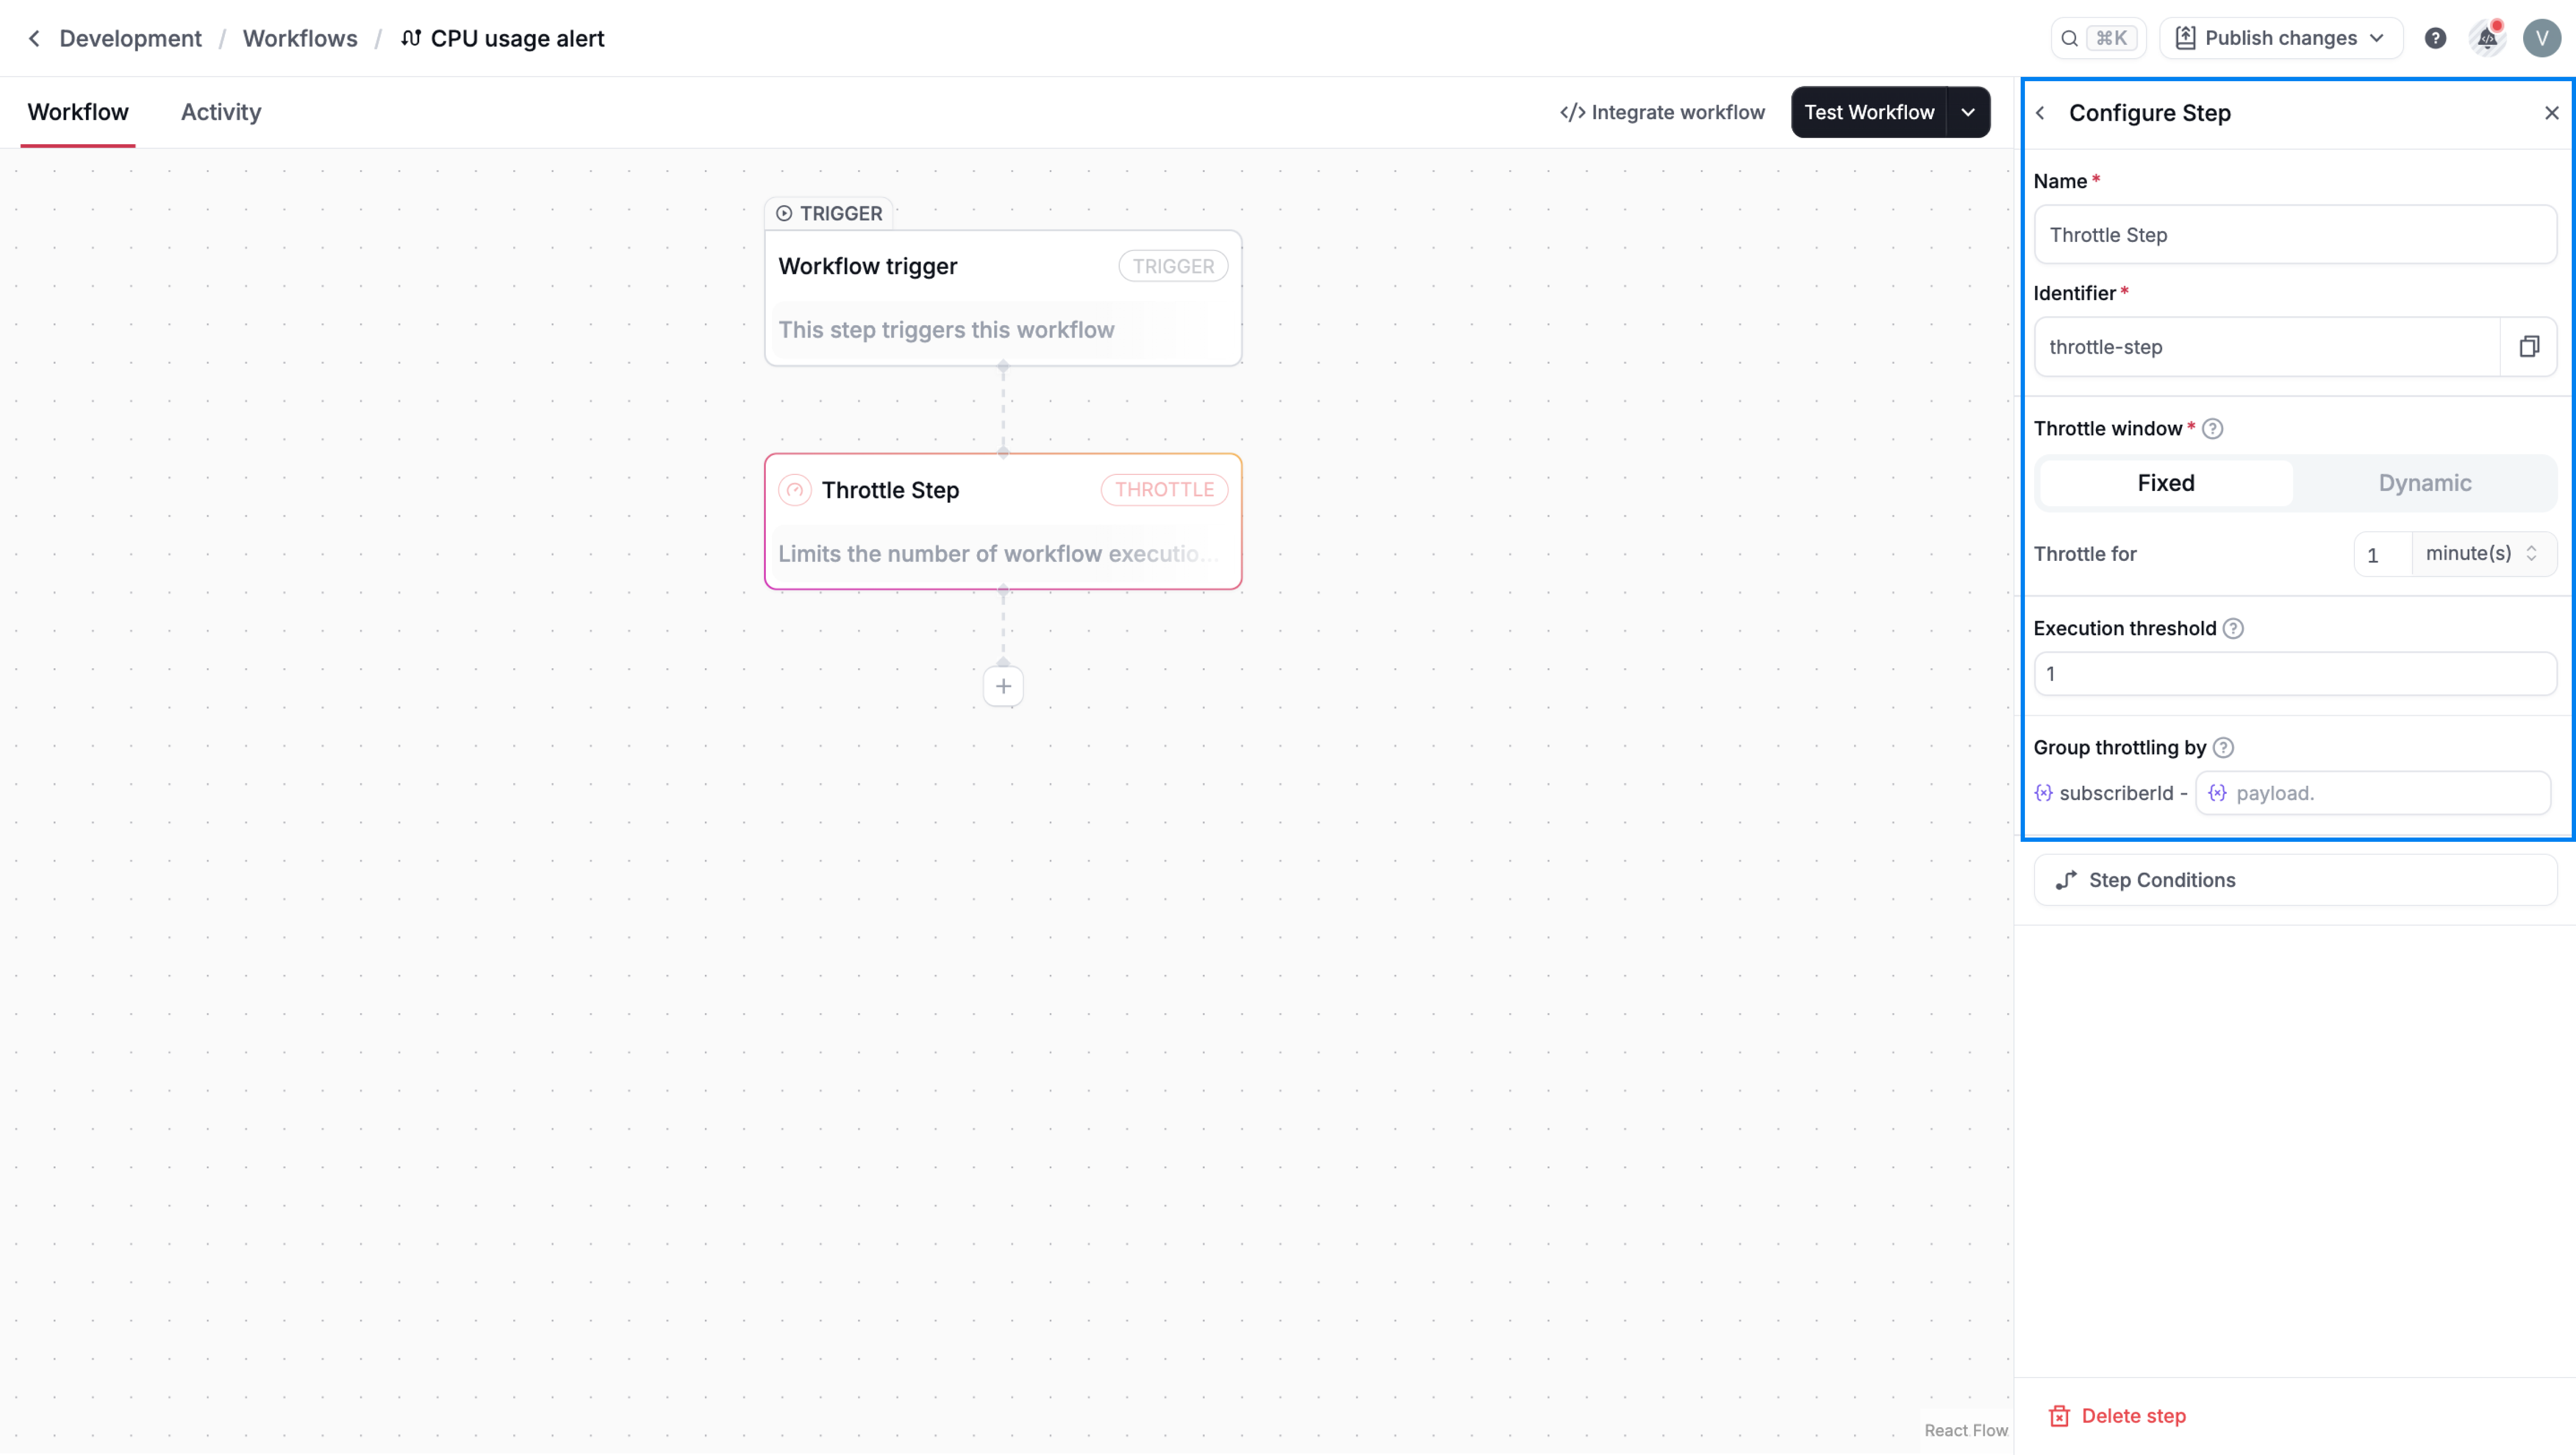 Development / Workflows / CPU usage alert
⌘K
Publish changes
V
Workflow
Activity
</> Integrate workflow
Test Workflow
TRIGGER
Workflow trigger
TRIGGER
This step triggers this workflow
Throttle Step
THROTTLE
Limits the number of workflow executio...
React Flow
Configure Step
Name *
Throttle Step
Identifier *
throttle-step
Throttle window * ?
Fixed
Dynamic
Throttle for
1
minute(s)
Execution threshold ?
1
Group throttling by ?
{x} subscriberId -
{x} payload.
Step Conditions
Delete step